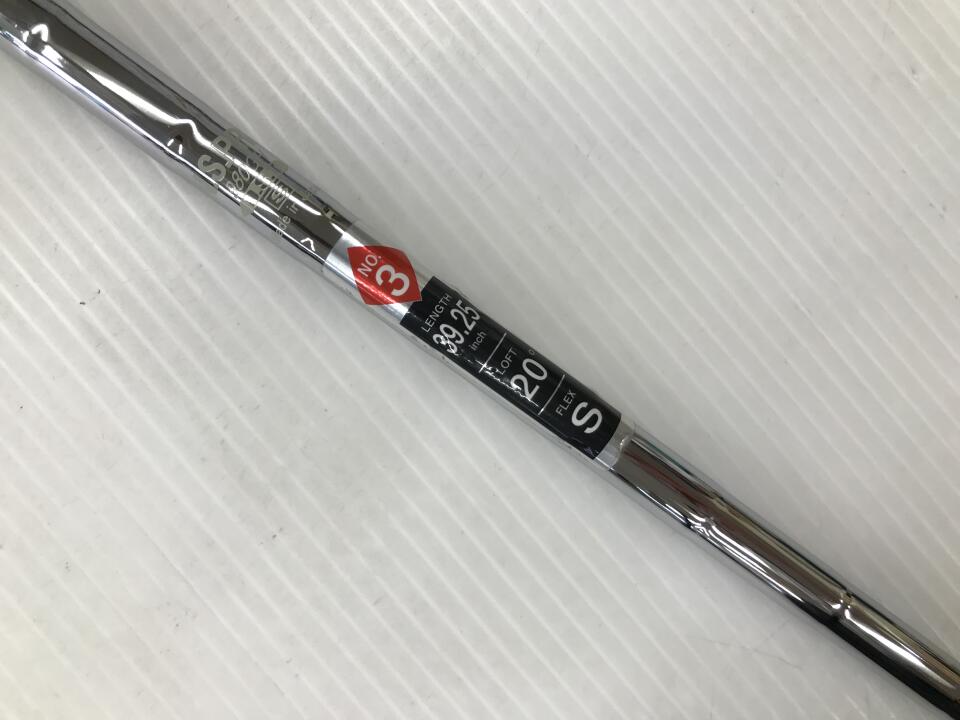 NO.
3
LENGTH
39.25
inch
LOFT
20°
FLEX
S